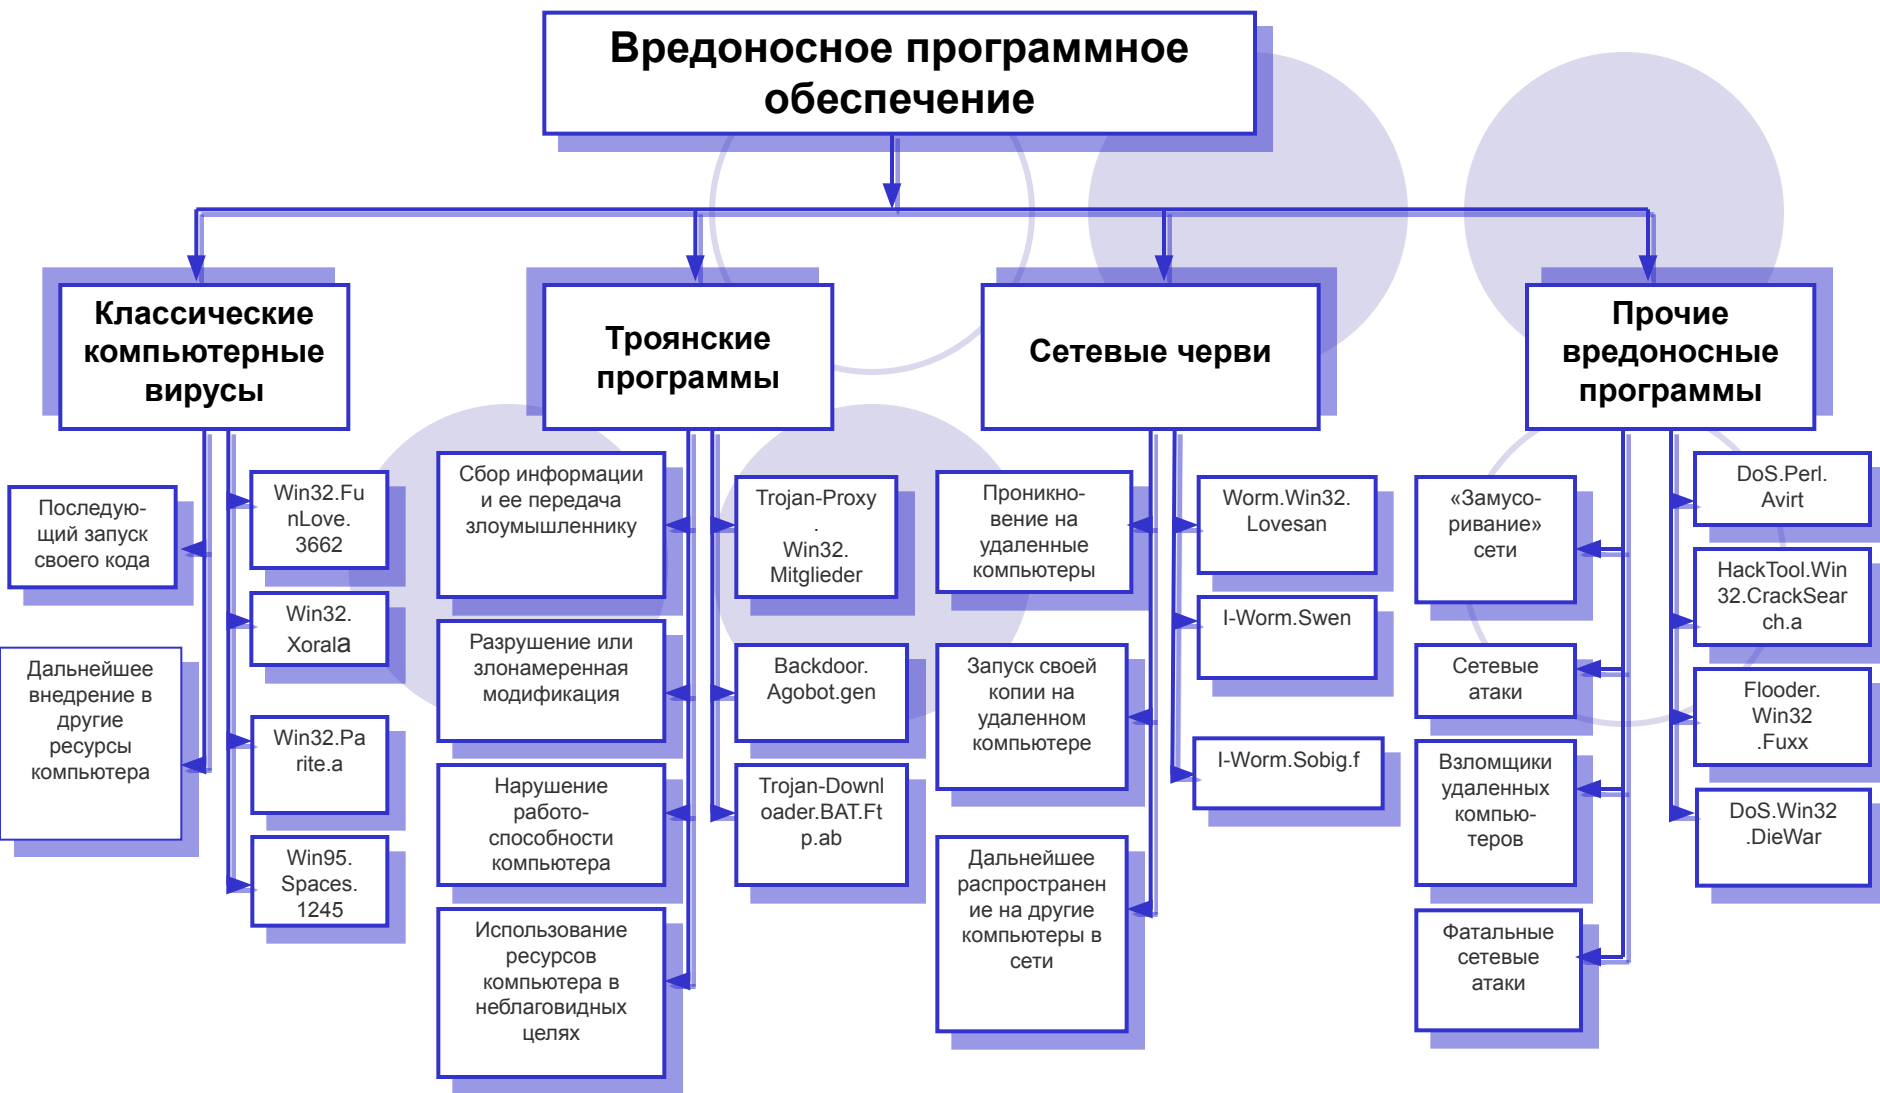 Вредоносное программное
обеспечение
Классические
компьютерные
вирусы
Последую-
щий запуск
своего кода
Дальнейшее
внедрение в
другие
ресурсы
компьютера
Win32.Fu
nLove.
3662
Win32.
Xorala
Win32.Pa
rite.a
Win95.
Spaces.
1245
Троянские
программы
Сбор информации
и ее передача
злоумышленнику
Разрушение или
злонамеренная
модификация
Нарушение
работо-
способности
компьютера
Использование
ресурсов
компьютера в
неблаговидных
целях
Trojan-Proxy
.
Win32.
Mitglieder
Backdoor.
Agobot.gen
Trojan-Downl
oader.BAT.Ft
p.ab
Сетевые черви
Проникно-
вение на
удаленные
компьютеры
Запуск своей
копии на
удаленном
компьютере
Дальнейшее
распространен
ие на другие
компьютеры в
сети
Worm.Win32.
Lovesan
I-Worm.Swen
I-Worm.Sobig.f
Прочие
вредоносные
программы
«Замусо-
ривание»
сети
Сетевые
атаки
Взломщики
удаленных
компью-
теров
Фатальные
сетевые
атаки
DoS.Perl.
Avirt
HackTool.Win
32.CrackSear
ch.a
Flooder.
Win32
.Fuxx
DoS.Win32
.DieWar